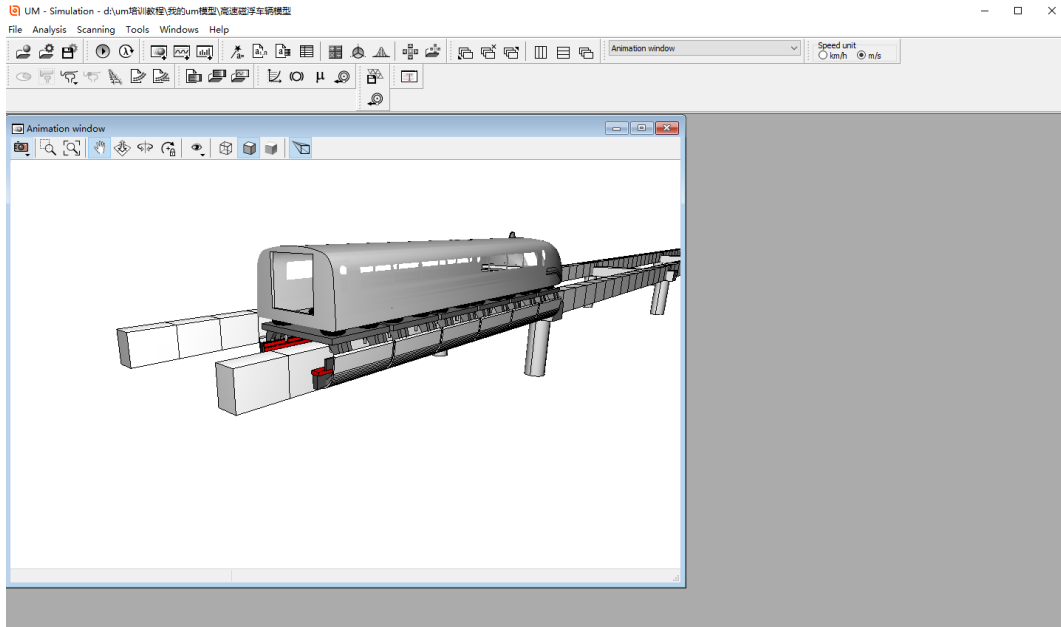 UM - Simulation - d:\um培训教程\我的um模型\高速磁浮车辆模型
File Analysis Scanning Tools Windows Help
Animation window
Speed unit
km/h m/s
Animation window